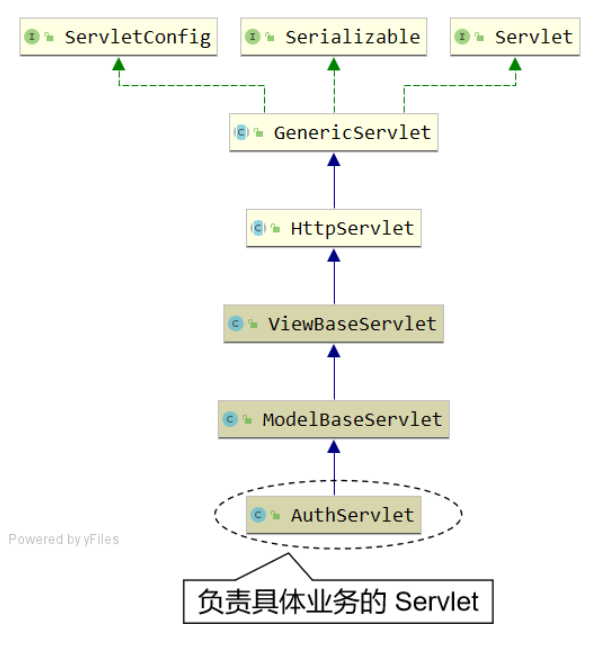 ServletConfig
Serializable
Servlet
GenericServlet
HttpServlet
ViewBaseServlet
ModelBaseServlet
AuthServlet
Powered by yFiles
负责具体业务的 Servlet